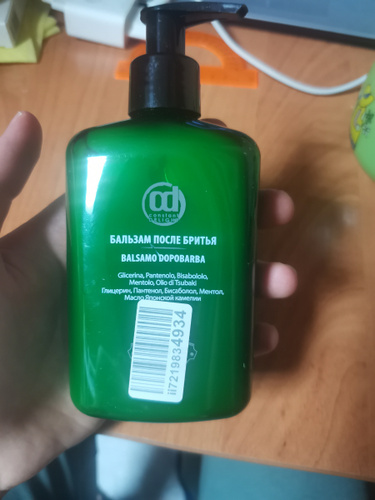 cd
constant
delight
БАЛЬЗАМ ПОСЛЕ БРИТЬЯ
BALSAMO DOPOBARBA
Glicerina, Pantenolo, Bisabololo,
Mentolo, Olio di Tsubaki
Глицерин, Пантенол, Бисаболол, Ментол,
Масло Японской камелии
ii7219834934